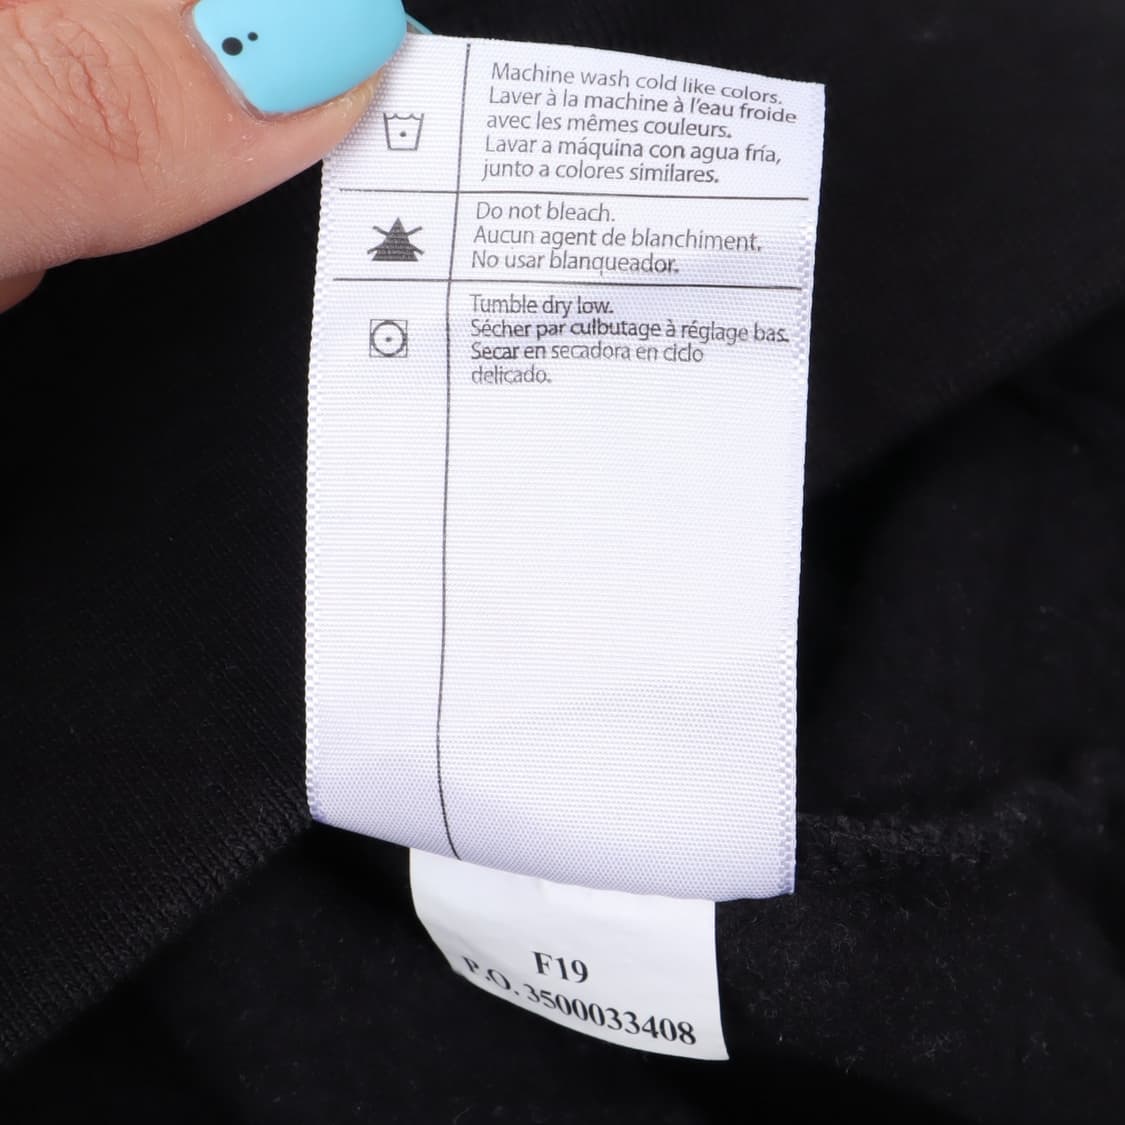 Machine wash cold like colors.
Laver à la machine à l'eau froide
avec les mêmes couleurs.
Lavar a máquina con agua fría,
junto a colores similares.
Do not bleach.
Aucun agent de blanchiment.
No usar blanqueador.
Tumble dry low.
Sécher par culbutage à réglage bas.
Secar en secadora en ciclo
delicado.
F19
P.O. 3500033408